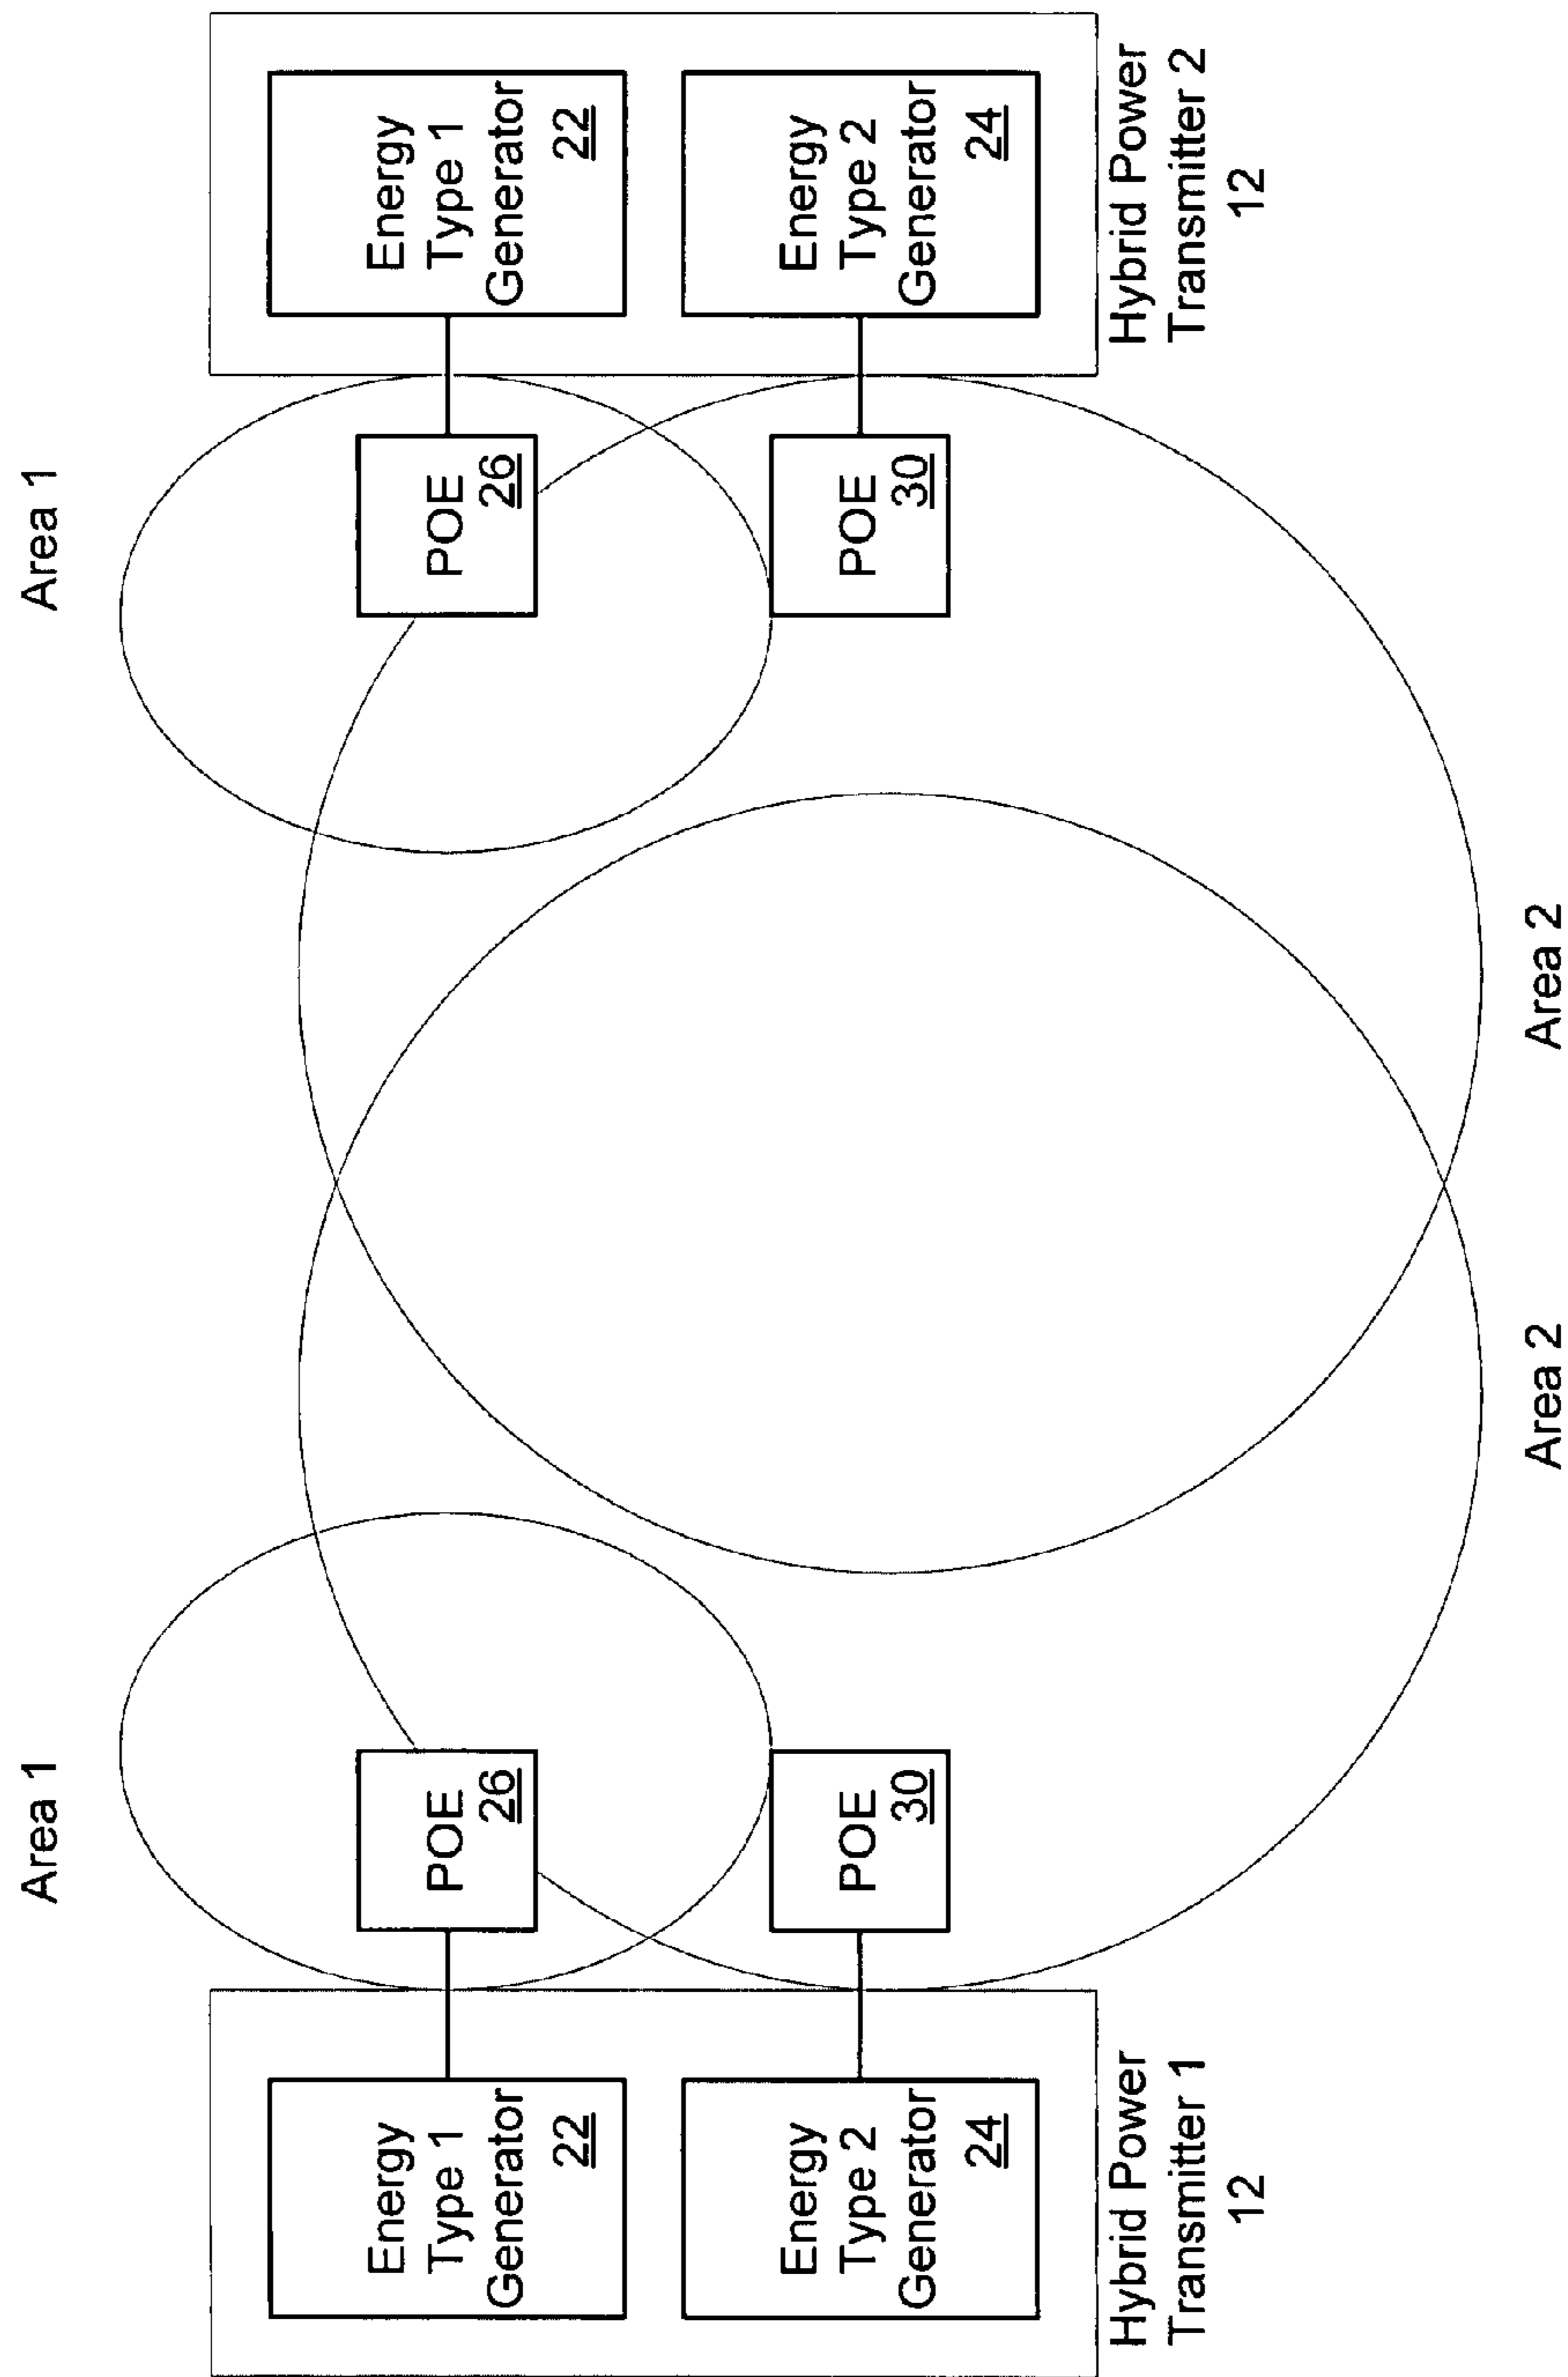 Area 1
Area 1
Energy
Type 1
Generator
22
POE
26
POE
26
Energy
Type 1
Generator
22
Energy
Type 2
Generator
24
POE
30
POE
30
Energy
Type 2
Generator
24
Hybrid Power
Transmitter 1
12
Hybrid Power
Transmitter 2
12
Area 2
Area 2